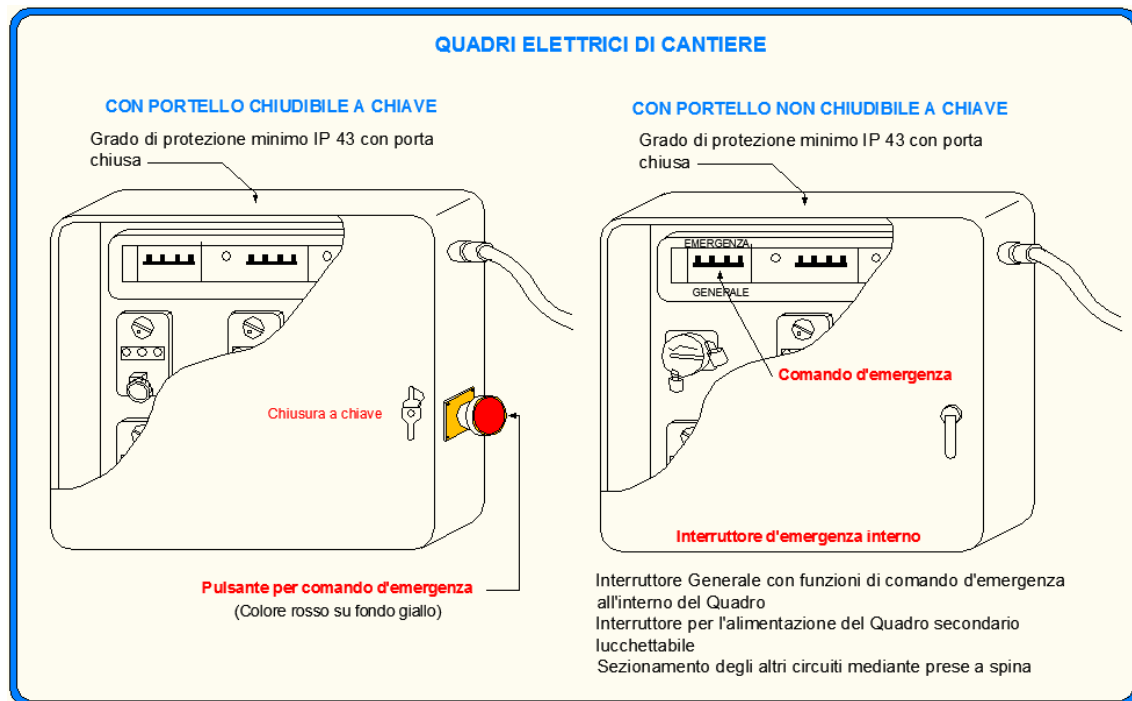 QUADRI ELETTRICI DI CANTIERE
CON PORTELLO CHIUDIBILE A CHIAVE
Grado di protezione minimo IP 43 con porta
chiusa
Chiusura a chiave
Pulsante per comando d'emergenza
(Colore rosso su fondo giallo)
CON PORTELLO NON CHIUDIBILE A CHIAVE
Grado di protezione minimo IP 43 con porta
chiusa
EMERGENZA
GENERALE
Comando d'emergenza
Interruttore d'emergenza interno
Interruttore Generale con funzioni di comando d'emergenza
all'interno del Quadro
Interruttore per l'alimentazione del Quadro secondario
lucchettabile
Sezionamento degli altri circuiti mediante prese a spina